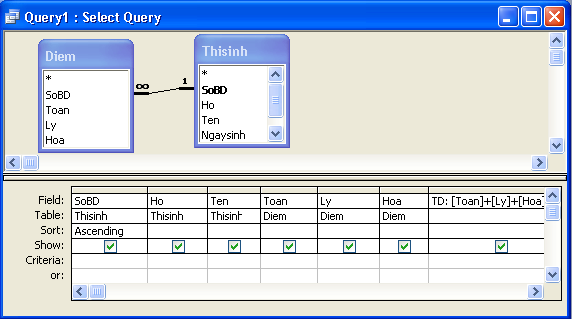 Query1 : Select Query
Diem
*
SoBD
Toan
Ly
Hoa
∞ 1
Thisinh
*
SoBD
Ho
Ten
Ngaysinh
Field: SoBD Ho Ten Toan Ly Hoa TD: [Toan]+[Ly]+[Hoa]
Table: Thisinh Thisinh Thisinh Diem Diem Diem
Sort: Ascending
Show:
Criteria:
or: